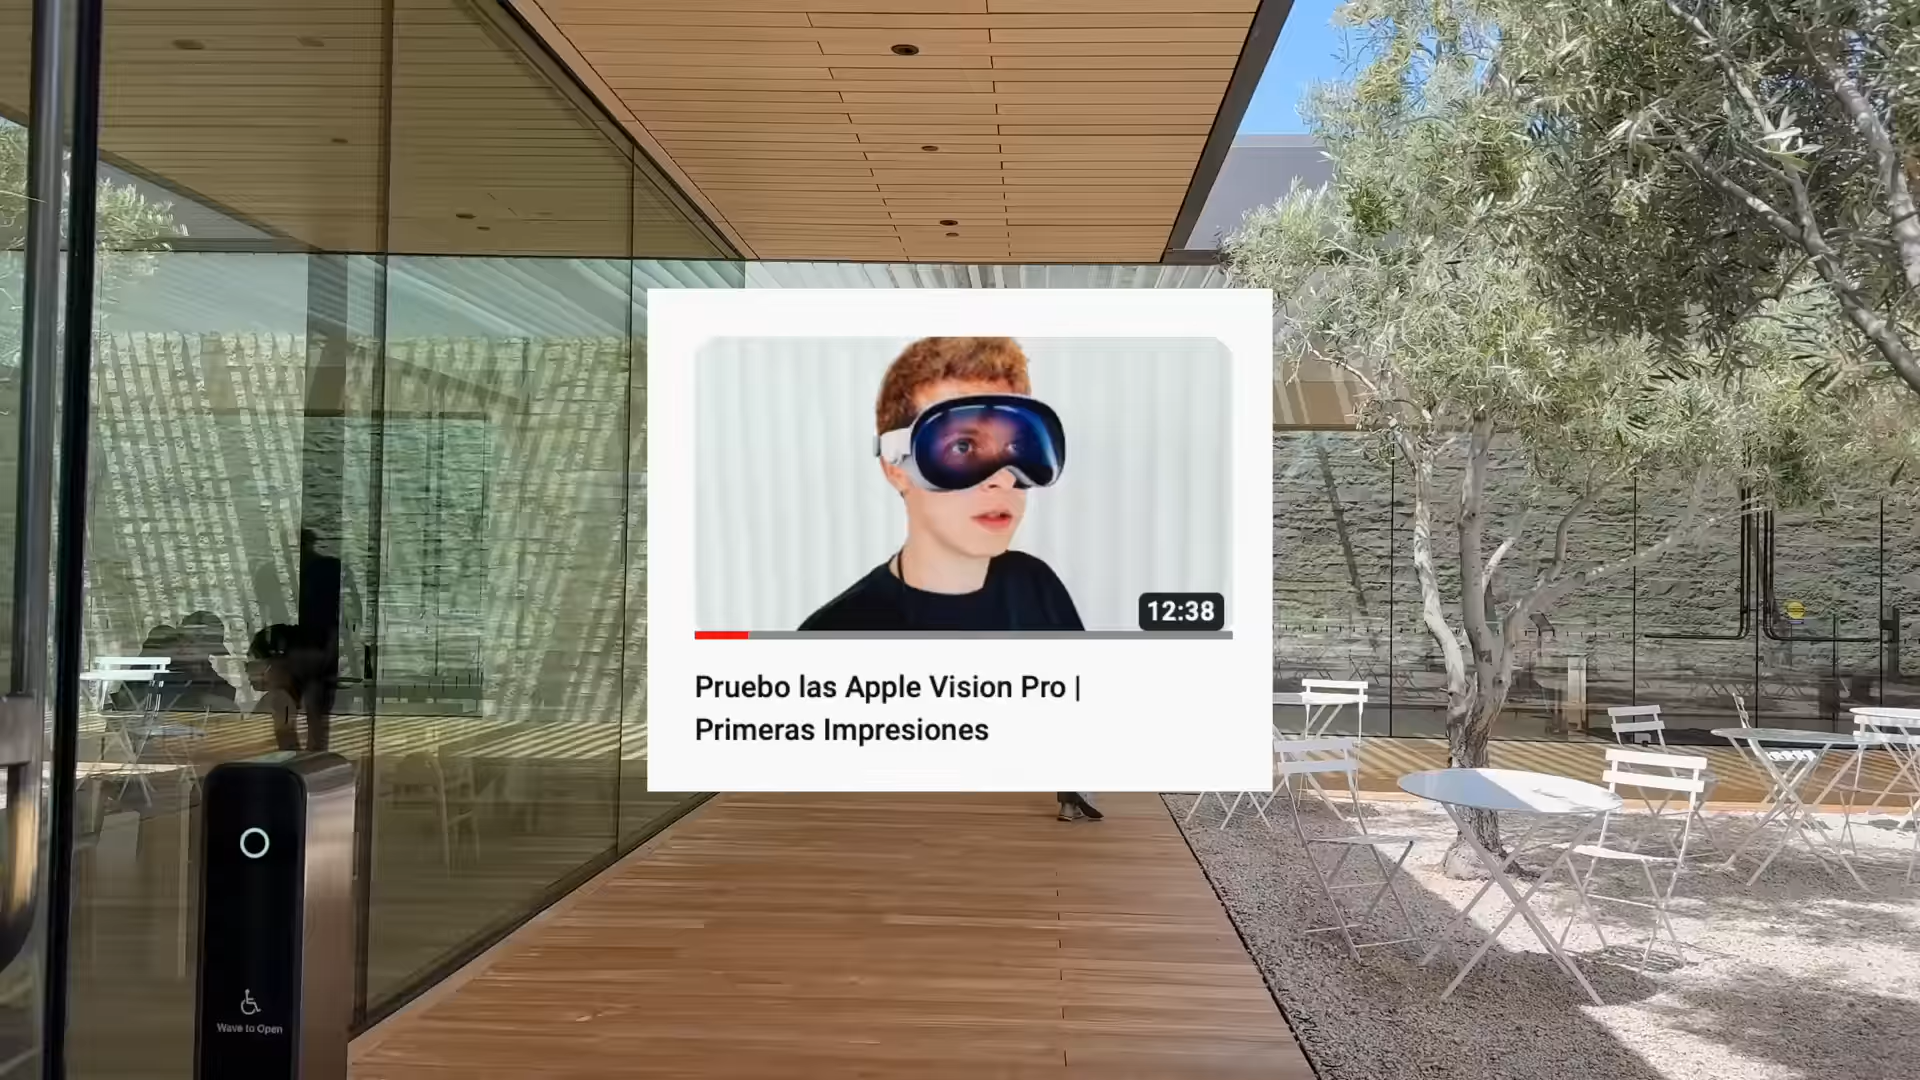 12:38
Pruebo las Apple Vision Pro |
Primeras Impresiones
Wave to Open